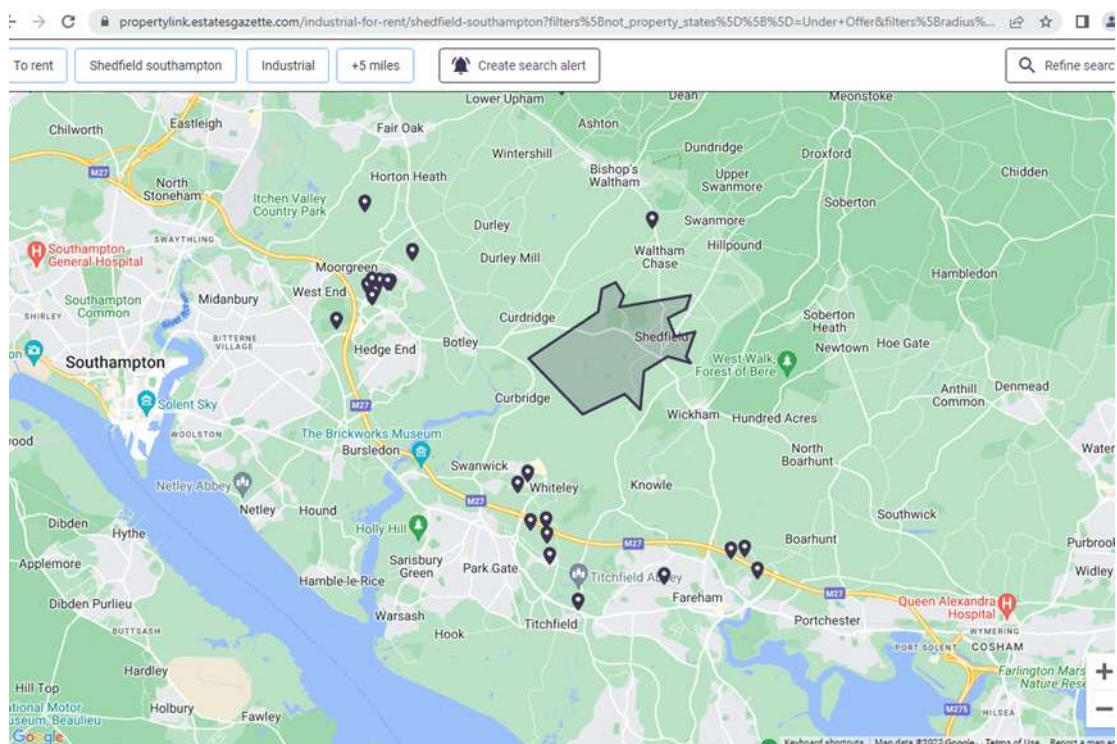 propertylink.estatesgazette.com/industrial-for-rent/shedfield-southampton?filters%5Bnot_property_states%5D%5B%5D=Under+Offer&filters%5Bradius%...
To rent
Shedfield southampton
Industrial
+5 miles
Create search alert
Refine searc
Lower Upham
Dean
Meonstoke
Chilworth
Eastleigh
Fair Oak
Ashton
Dundridge
Droxford
Wintershill
Bishop's
Waltham
Upper
Swanmore
Chidden
M27
North
Stoneham
Horton Heath
Itchen Valley
Country Park
Soberton
Swanmore
Durley
Hillpound
SWAYTHLING
Southampton
General Hospital
Moorgreen
Durley Mill
Waltham
Chase
Hambledon
West End
Southampton
Common
Midanbury
SHIRLEY
River Itchen
Curdridge
Soberton
Heath
BITTERNE
VILLAGE
Hedge End
Botley
Shedfield
Newtown
Hoe Gate
Southampton
West Walk,
Forest of Bere
Anthill
Common
Denmead
Solent Sky
M27
Curbridge
Wickham
Hundred Acres
WOOLSTON
The Brickworks Museum
Bursledon
North
Boarhunt
Water
Swanwick
Netley Abbey
Whiteley
Knowle
M27
Netley
Hound
Southwick
Dibden
Hythe
Holly Hill
Sarisbury
Green
M27
Boarhunt
Purbrook
Applemore
Park Gate
Titchfield Abbey
Widley
Hamble-le-Rice
Fareham
M27
Queen Alexandra
Hospital
Dibden Purlieu
Warsash
Titchfield
Portchester
BUTTSASH
Hook
WYMERING
PORT SOLENT
COSHAM
Hardley
Farlington Mars
Nature Rese
Hill Top
ational Motor
useum, Beaulieu
Holbury
Fawley
M275
HILSEA
Google
Keyboard shortcuts
Map data ©2022 Google
Terms of Use
Report a map er